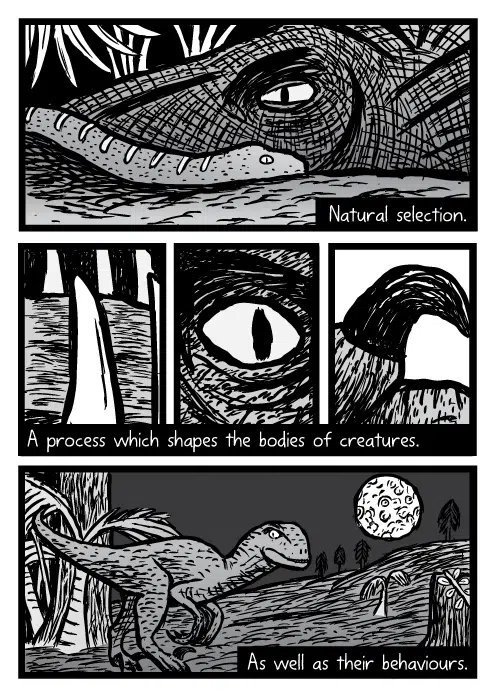 Natural selection.
A process which shapes the bodies of creatures.
As well as their behaviours.